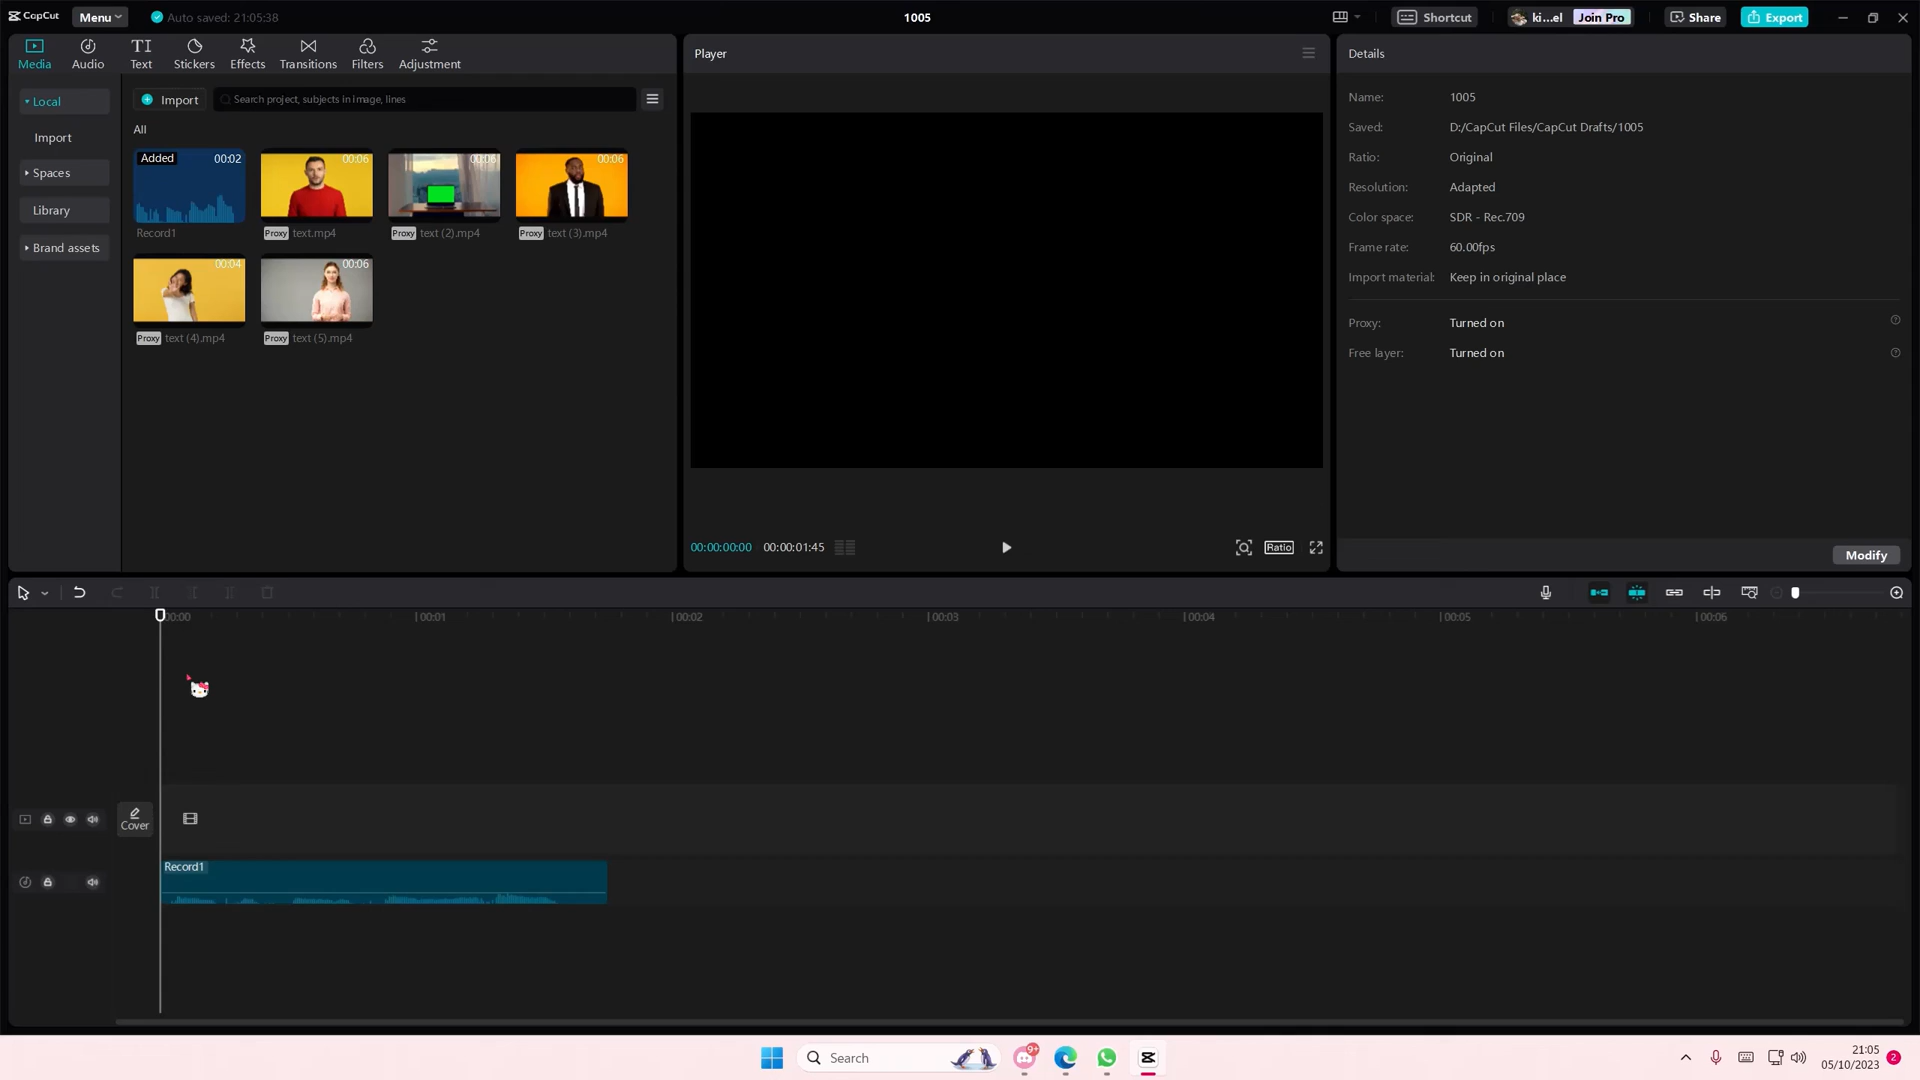 CapCut Menu Auto saved: 21:05:38 1005 Shortcut ki...el Join Pro Share Export
Media Audio Text Stickers Effects Transitions Filters Adjustment
Player
Details
Local
Import
Spaces
Library
Brand assets
Import Search project, subjects in image, lines
All
Added 00:02 00:06 00:06 00:06
Record1 Proxy text.mp4 Proxy text (2).mp4 Proxy text (3).mp4
00:04 00:06
Proxy text (4).mp4 Proxy text (5).mp4
00:00:00:00 00:00:01:45 Ratio
Name: 1005
Saved: D:/CapCut Files/CapCut Drafts/1005
Ratio: Original
Resolution: Adapted
Color space: SDR - Rec.709
Frame rate: 60.00fps
Import material: Keep in original place
Proxy: Turned on
Free layer: Turned on
Modify
00:00 00:01 00:02 00:03 00:04 00:05 00:06
Cover
Record1
Search 9+ 21:05
05/10/2023 2